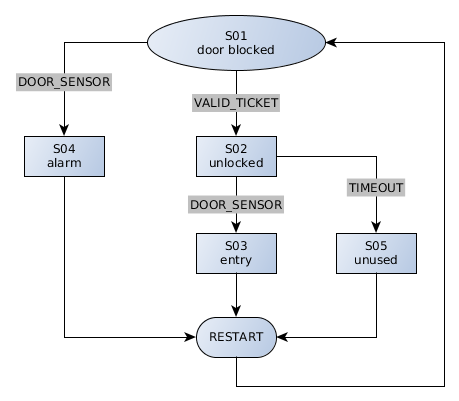 S01
door blocked
DOOR_SENSOR
VALID_TICKET
S04
alarm
S02
unlocked
TIMEOUT
DOOR_SENSOR
S03
entry
S05
unused
RESTART